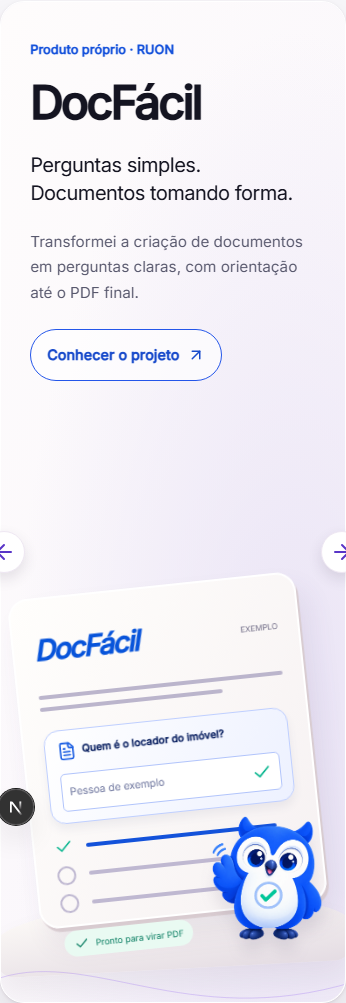 Produto próprio · RUON
DocFácil
Perguntas simples.
Documentos tomando forma.
Transformei a criação de documentos
em perguntas claras, com orientação
até o PDF final.
Conhecer o projeto
DocFácil
EXEMPLO
Quem é o locador do imóvel?
Pessoa de exemplo
N
Pronto para virar PDF